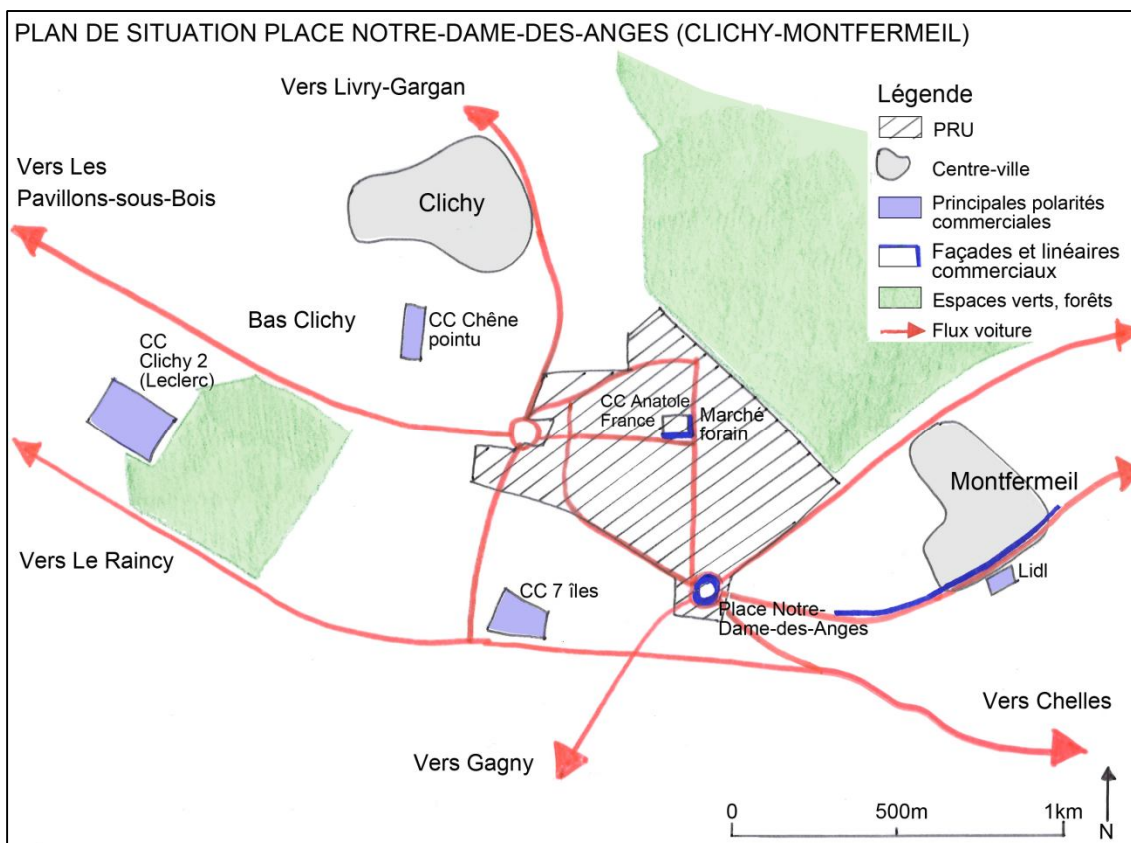 PLAN DE SITUATION PLACE NOTRE-DAME-DES-ANGES (CLICHY-MONTFERMEIL)
Vers Livry-Gargan
Vers Les
Pavillons-sous-Bois
Clichy
Légende
PRU
Centre-ville
Principales polarités
commerciales
Façades et linéaires
commerciaux
Espaces verts, forêts
Flux voiture
Bas Clichy
CC Chêne
pointu
CC
Clichy 2
(Leclerc)
CC Anatole
France
Marché
forain
Montfermeil
Vers Le Raincy
CC 7 îles
Lidl
Place Notre-
Dame-des-Anges
Vers Chelles
Vers Gagny
0
500m
1km
N